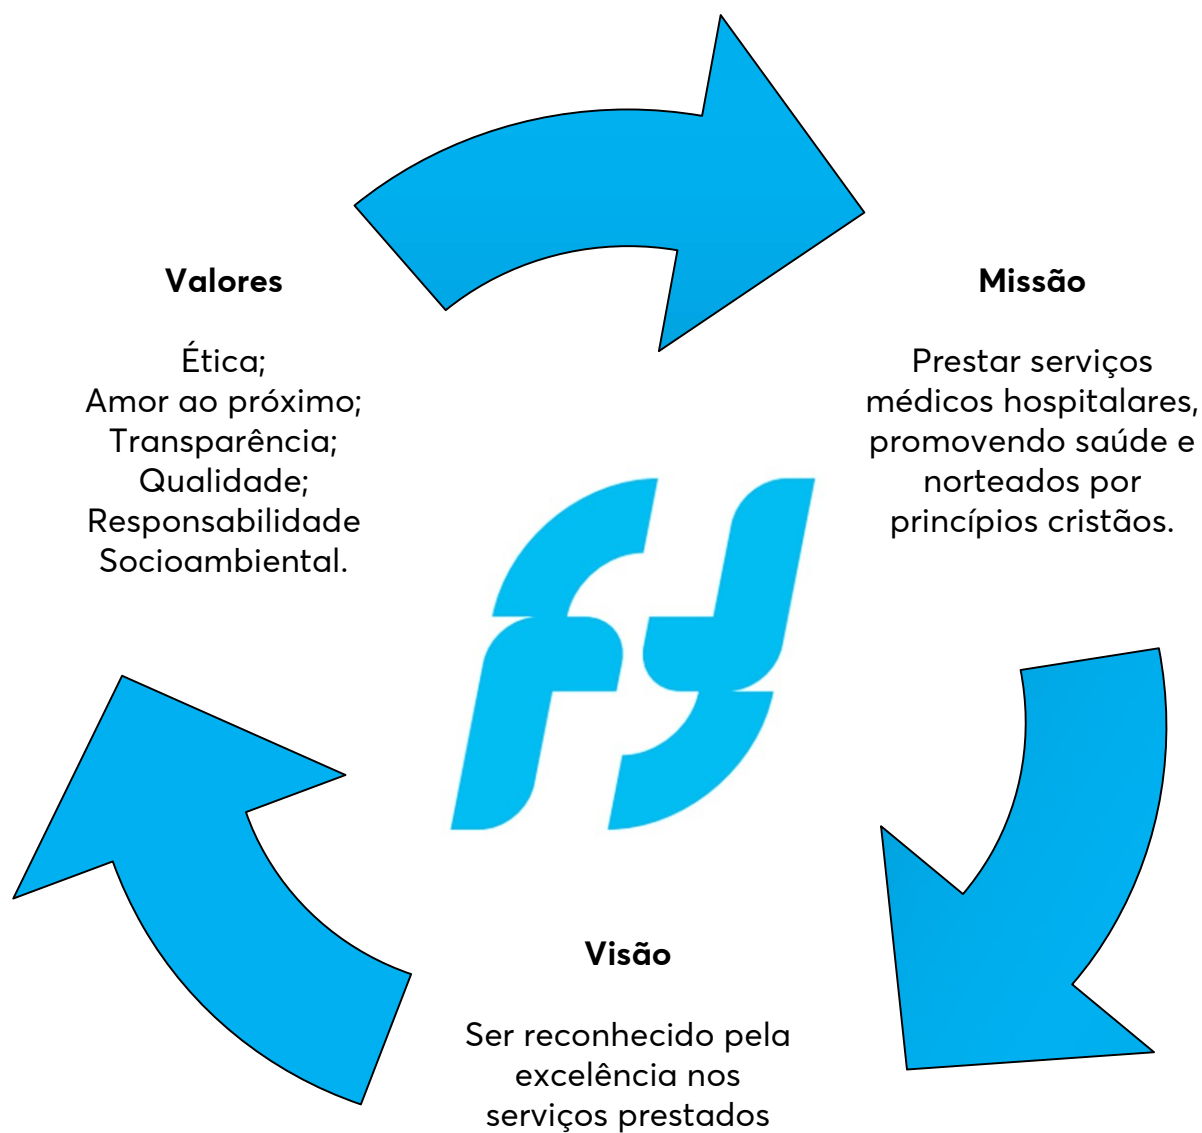 Valores
Ética;
Amor ao próximo;
Transparência;
Qualidade;
Responsabilidade
Socioambiental.
Missão
Prestar serviços
médicos hospitalares,
promovendo saúde e
norteados por
princípios cristãos.
Visão
Ser reconhecido pela
excelência nos
serviços prestados